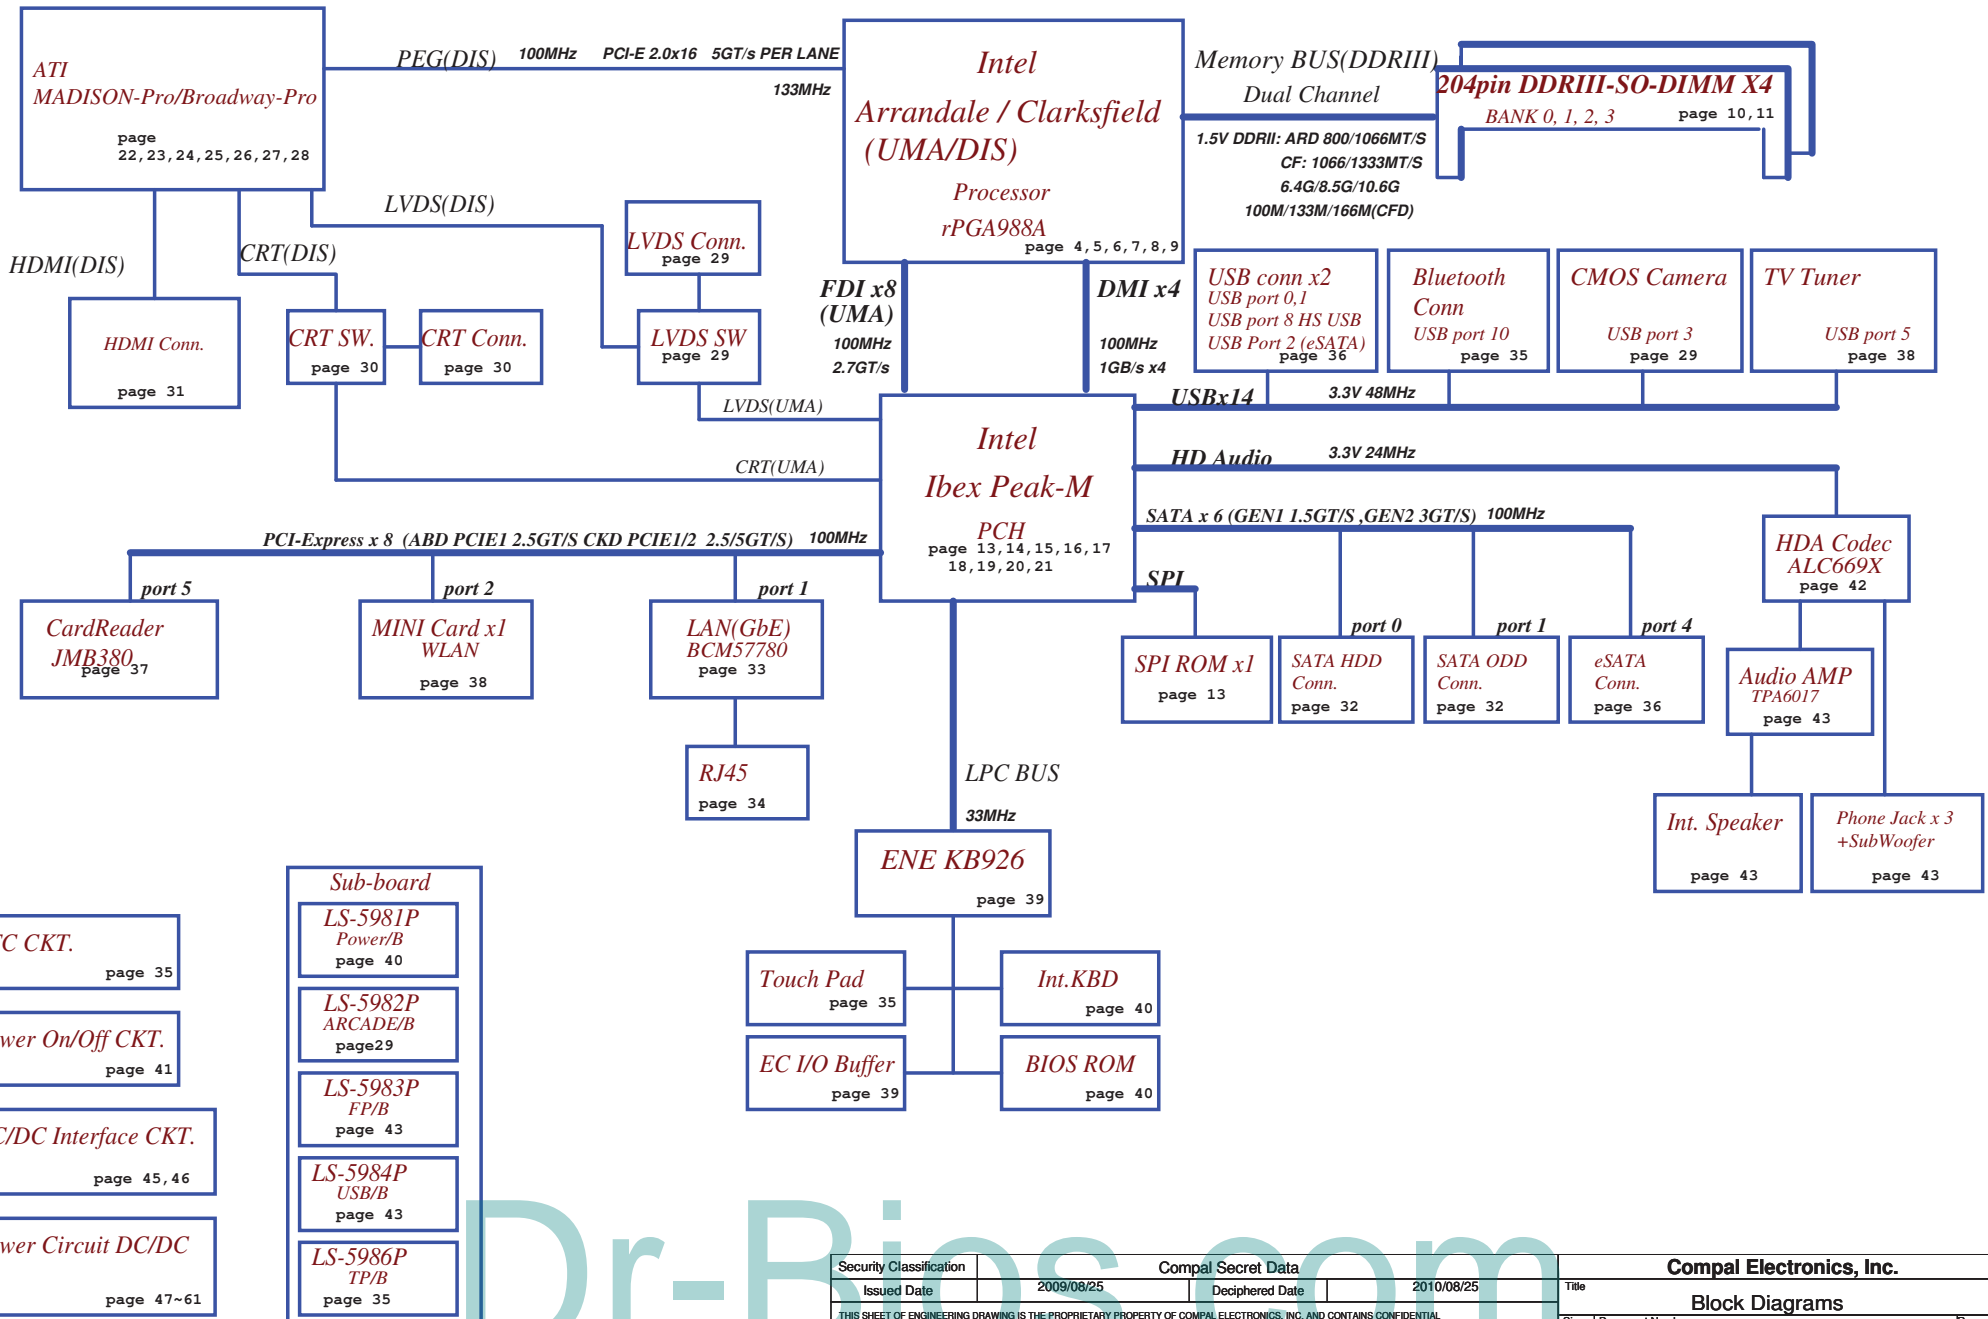 ATI
MADISON-Pro/Broadway-Pro
page
22,23,24,25,26,27,28
PEG(DIS)
100MHz
PCI-E 2.0x16
5GT/s PER LANE
133MHz
Intel
Arrandale / Clarksfield
(UMA/DIS)
Processor
rPGA988A
page 4,5,6,7,8,9
Memory BUS(DDRIII)
Dual Channel
1.5V DDRII: ARD 800/1066MT/S
CF: 1066/1333MT/S
6.4G/8.5G/10.6G
100M/133M/166M(CFD)
204pin DDRIII-SO-DIMM X4
BANK 0, 1, 2, 3
page 10,11
HDMI(DIS)
CRT(DIS)
LVDS(DIS)
HDMI Conn.
page 31
CRT SW.
page 30
CRT Conn.
page 30
LVDS Conn.
page 29
LVDS SW
page 29
LVDS(UMA)
CRT(UMA)
FDI x8
(UMA)
100MHz
2.7GT/s
DMI x4
100MHz
1GB/s x4
USB conn x2
USB port 0,1
USB port 8 HS USB
USB Port 2 (eSATA)
page 36
Bluetooth
Conn
USB port 10
page 35
CMOS Camera
USB port 3
page 29
TV Tuner
USB port 5
page 38
USBx14
3.3V 48MHz
HD Audio
3.3V 24MHz
Intel
Ibex Peak-M
PCH
page 13,14,15,16,17
18,19,20,21
SATA x 6 (GEN1 1.5GT/S ,GEN2 3GT/S)
100MHz
SPI
PCI-Express x 8 (ABD PCIE1 2.5GT/S CKD PCIE1/2 2.5/5GT/S)
100MHz
port 5
CardReader
JMB380
page 37
port 2
MINI Card x1
WLAN
page 38
port 1
LAN(GbE)
BCM57780
page 33
RJ45
page 34
SPI ROM x1
page 13
port 0
SATA HDD
Conn.
page 32
port 1
SATA ODD
Conn.
page 32
port 4
eSATA
Conn.
page 36
HDA Codec
ALC669X
page 42
Audio AMP
TPA6017
page 43
Int. Speaker
page 43
Phone Jack x 3
+SubWoofer
page 43
LPC BUS
33MHz
ENE KB926
page 39
Touch Pad
page 35
Int.KBD
page 40
EC I/O Buffer
page 39
BIOS ROM
page 40
C CKT.
page 35
wer On/Off CKT.
page 41
C/DC Interface CKT.
page 45,46
wer Circuit DC/DC
page 47~61
Sub-board
LS-5981P
Power/B
page 40
LS-5982P
ARCADE/B
page29
LS-5983P
FP/B
page 43
LS-5984P
USB/B
page 43
LS-5986P
TP/B
page 35
Dr-Bios.com
Security Classification
Compal Secret Data
Issued Date
2009/08/25
Deciphered Date
2010/08/25
THIS SHEET OF ENGINEERING DRAWING IS THE PROPRIETARY PROPERTY OF COMPAL ELECTRONICS, INC. AND CONTAINS CONFIDENTIAL
Compal Electronics, Inc.
Title
Block Diagrams